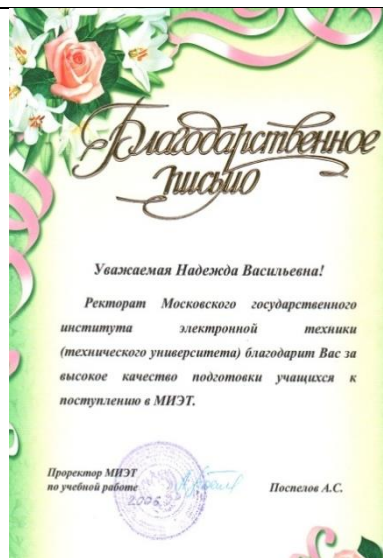 Благодарственное
письмо
Уважаемая Надежда Васильевна!
Ректорат Московского государственного
института электронной техники
(технического университета) благодарит Вас за
высокое качество подготовки учащихся к
поступлению в МИЭТ.
Проректор МИЭТ
по учебной работе
Поспелов А.С.
2006